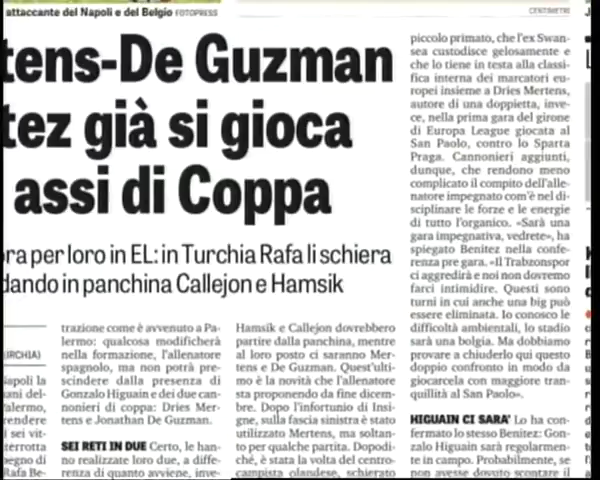 attaccante del Napoli e del Belgio FOTOPRESS
CENTIMETRI
tens-De Guzman
tez già si gioca
assi di Coppa
ra per loro in EL: in Turchia Rafa li schiera
dando in panchina Callejon e Hamsik
URCHIA)
Napoli la
ani del-
Palermo,
rendere
i sei vit-
terrotta
egno di
Rafa Be-
trazione come è avvenuto a Pa-
lermo: qualcosa modificherà
nella formazione, l'allenatore
spagnolo, ma non potrà pre-
scindere dalla presenza di
Gonzalo Higuain e dei due can-
nonieri di coppa: Dries Mer-
tens e Jonathan De Guzman.
SEI RETI IN DUE Certo, le han-
no realizzate loro due, a diffe-
renza di quanto avviene, inve-
Hamsik e Callejon dovrebbero
partire dalla panchina, mentre
al loro posto ci saranno Mer-
tens e De Guzman. Quest'ulti-
mo è la novità che l'allenatore
sta proponendo da fine dicem-
bre. Dopo l'infortunio di Insi-
gne, sulla fascia sinistra è stato
utilizzato Mertens, ma soltan-
to per qualche partita. Dopodi-
ché, è stata la volta del centro-
campista olandese, schierato
piccolo primato, che l'ex Swan-
sea custodisce gelosamente e
che lo tiene in testa alla classi-
fica interna dei marcatori eu-
ropei insieme a Dries Mertens,
autore di una doppietta, inve-
ce, nella prima gara del girone
di Europa League giocata al
San Paolo, contro lo Sparta
Praga. Cannonieri aggiunti,
dunque, che rendono meno
complicato il compito dell'alle-
natore impegnato com'è nel di-
sciplinare le forze e le energie
di tutto l'organico. «Sarà una
gara impegnativa, vedrete», ha
spiegato Benitez nella confe-
renza pre gara. «Il Trabzonspor
ci aggredirà e noi non dovremo
farci intimidire. Questi sono
turni in cui anche una big può
essere eliminata. Io conosco le
difficoltà ambientali, lo stadio
sarà una bolgia. Ma dobbiamo
provare a chiuderlo qui questo
doppio confronto in modo da
giocarcela con maggiore tran-
quillità al San Paolo».
HIGUAIN CI SARA' Lo ha con-
fermato lo stesso Benitez: Gon-
zalo Higuain sarà regolarmen-
te in campo. Probabilmente, se
non avesse dovuto scontare il